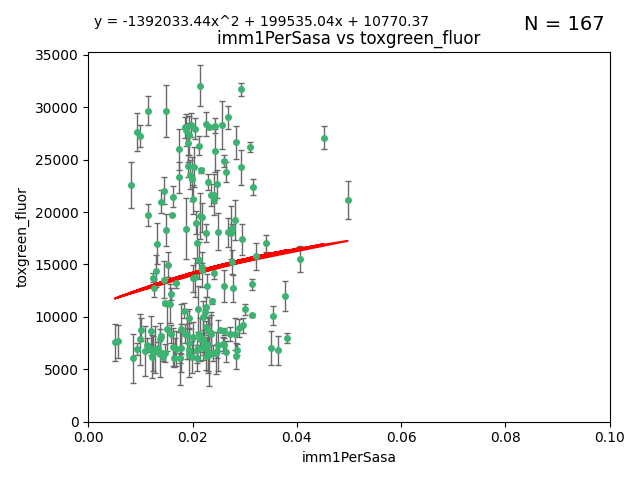 y = -1392033.44x^2 + 199535.04x + 10770.37
N = 167
imm1PerSasa vs toxgreen_fluor
35000
30000
25000
20000
15000
10000
5000
0
toxgreen_fluor
0.00 0.02 0.04 0.06 0.08 0.10
imm1PerSasa